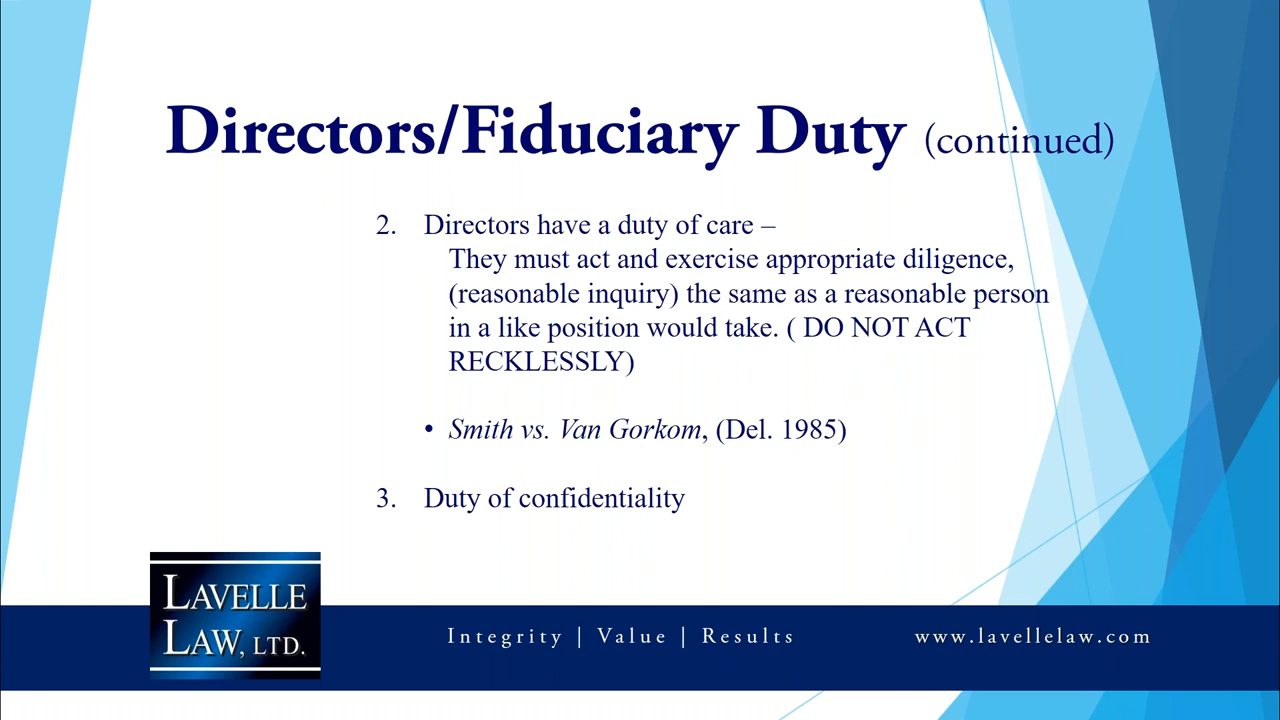 Directors/Fiduciary Duty (continued)
2. Directors have a duty of care –
They must act and exercise appropriate diligence,
(reasonable inquiry) the same as a reasonable person
in a like position would take. ( DO NOT ACT
RECKLESSLY)
• Smith vs. Van Gorkom, (Del. 1985)
3. Duty of confidentiality
LAVELLE
LAW, LTD.
Integrity | Value | Results
www.lavellelaw.com